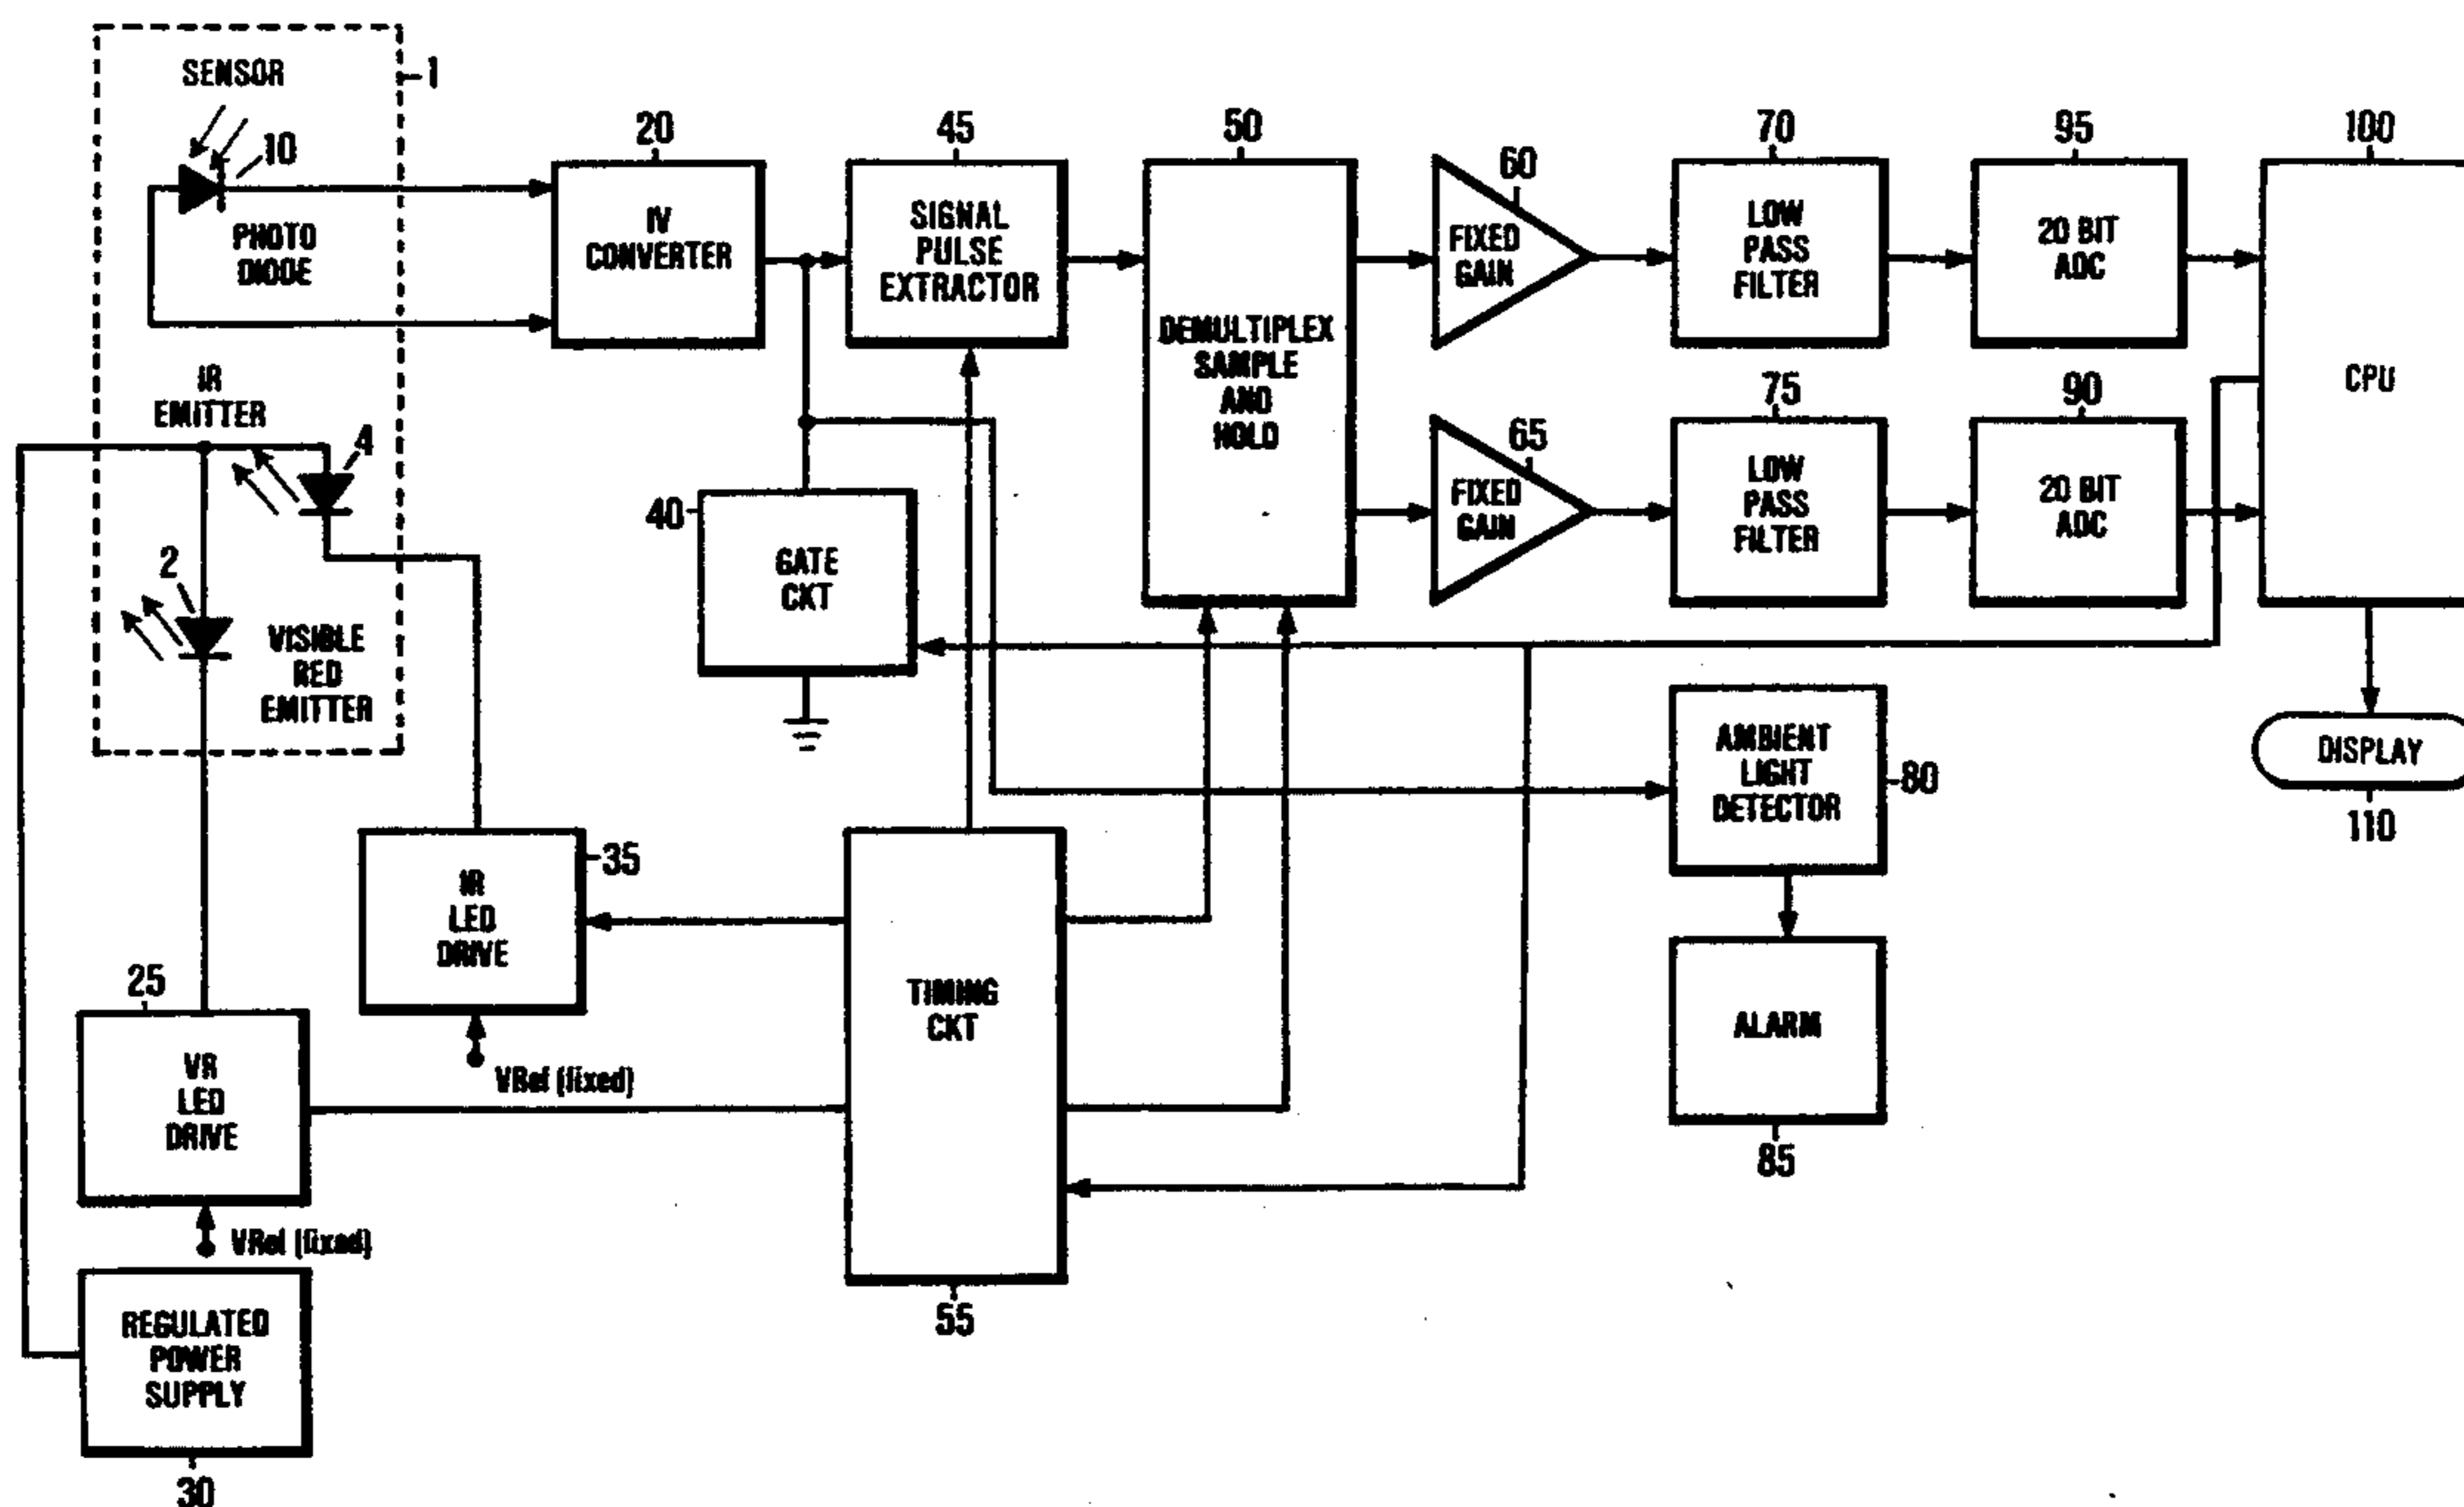 SENSOR
1
10
PHOTO
DIODE
IR
EMITTER
4
2
VISIBLE
RED
EMITTER
20
IV
CONVERTER
45
SIGNAL
PULSE
EXTRACTOR
50
DEMULTIPLEX
SAMPLE
AND
HOLD
60
FIXED
GAIN
70
LOW
PASS
FILTER
95
20 BIT
ADC
100
CPU
65
FIXED
GAIN
75
LOW
PASS
FILTER
90
20 BIT
ADC
40
GATE
CKT
AMBIENT
LIGHT
DETECTOR
80
DISPLAY
110
35
IR
LED
DRIVE
VRef (fixed)
25
VR
LED
DRIVE
VRef (fixed)
TIMING
CKT
55
ALARM
85
REGULATED
POWER
SUPPLY
30